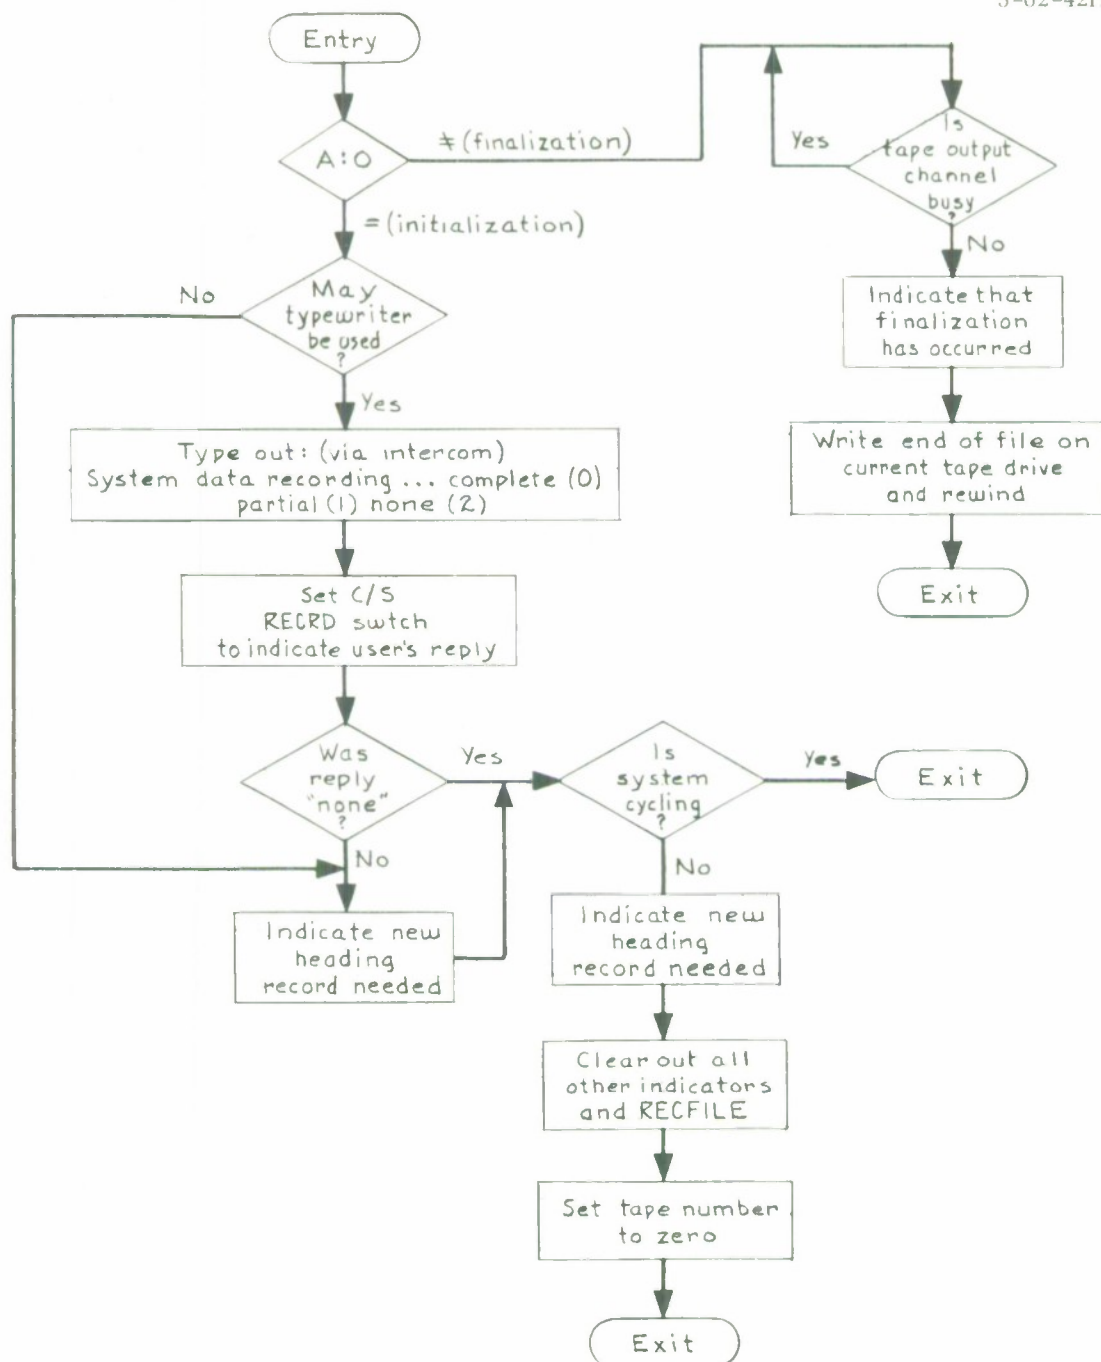 Entry
A:0
≠ (finalization)
= (initialization)
Is
tape output
channel
busy
?
Yes
No
Indicate that
finalization
has occurred
Write end of file on
current tape drive
and rewind
Exit
May
typewriter
be used
?
No
Yes
Type out: (via intercom)
System data recording ... complete (0)
partial (1) none (2)
Set C/S
RECRD swtch
to indicate user's reply
Was
reply
"none"
?
Yes
No
Indicate new
heading
record needed
Is
system
cycling
?
Yes
Exit
No
Indicate new
heading
record needed
Clear out all
other indicators
and RECFILE
Set tape number
to zero
Exit